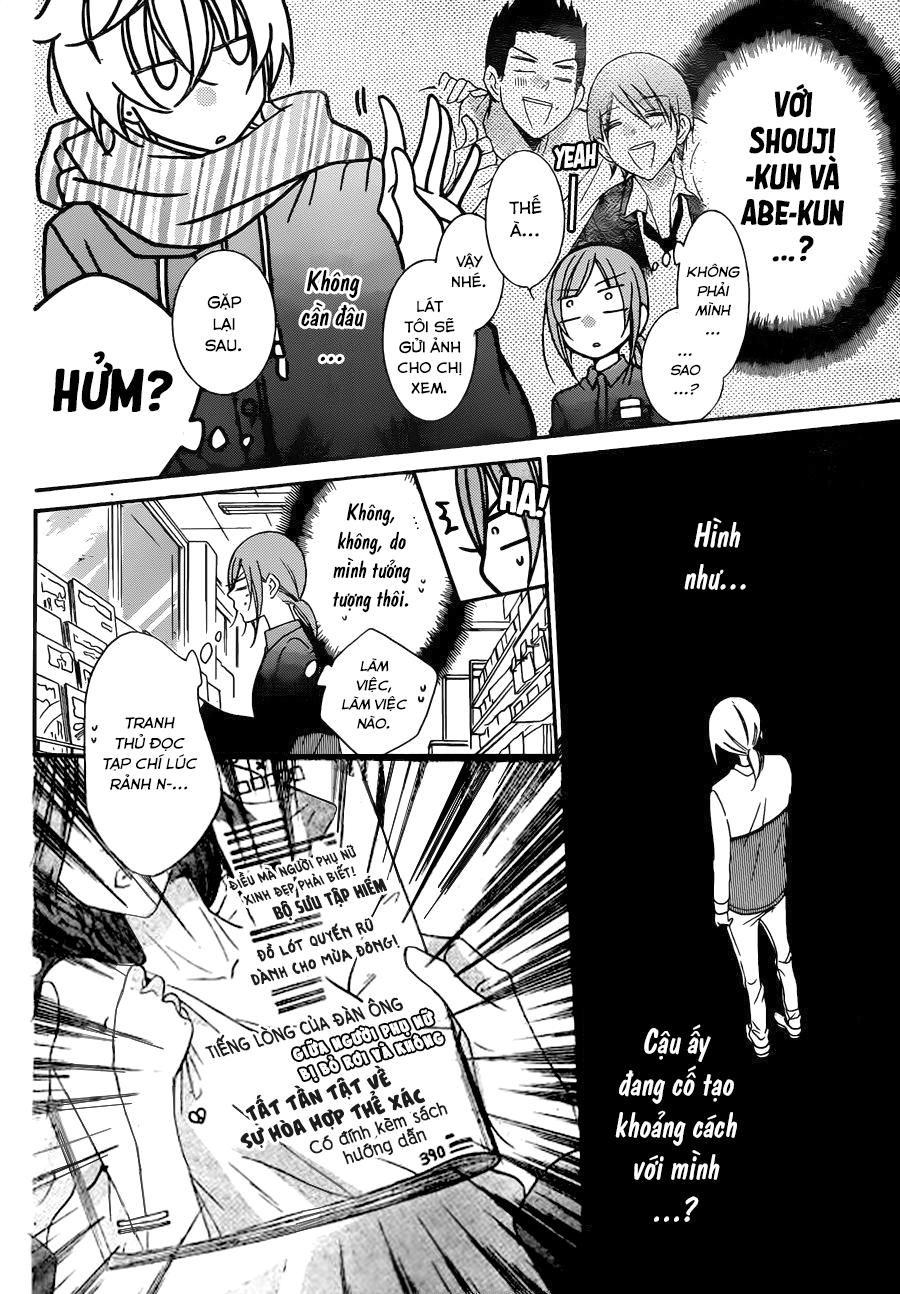 VỚI
SHOUJI
-KUN VÀ
ABE-KUN
...?
YEAH
KHÔNG
PHẢI
MÌNH
...
...
SAO
...?
THẾ
À...
VẬY
NHÉ.
LÁT
TÔI SẼ
GỬI ẢNH
CHO CHỊ
XEM.
Không
cần đâu
...
GẶP
LẠI
SAU.
HỬM?
Hình
như...
Cậu ấy
đang cố tạo
khoảng cách
với mình
...?
HA!
Không,
không, do
mình tưởng
tượng thôi.
LÀM
VIỆC,
LÀM VIỆC
NÀO.
TRANH
THỦ ĐỌC
TẠP CHÍ LÚC
RẢNH N-...
ĐIỀU MÀ NGƯỜI PHỤ NỮ
XINH ĐẸP PHẢI BIẾT!
BỘ SƯU TẬP HIẾM
ĐỒ LÓT QUYẾN RŨ
DÀNH CHO MÙA ĐÔNG!
TIẾNG LÒNG CỦA ĐÀN ÔNG
GIỮA NGƯỜI PHỤ NỮ
BỊ BỎ RƠI VÀ KHÔNG
TẤT TẦN TẬT VỀ
SỰ HÒA HỢP THỂ XÁC
Có đính kèm sách
hướng dẫn
390